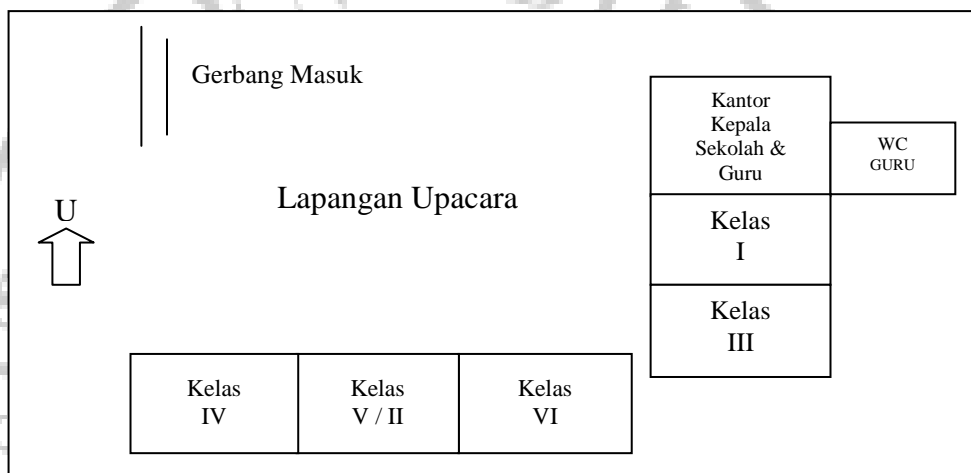 Gerbang Masuk
Kantor
Kepala
Sekolah &
Guru
WC
GURU
Lapangan Upacara
U
Kelas
I
Kelas
III
Kelas
IV
Kelas
V / II
Kelas
VI